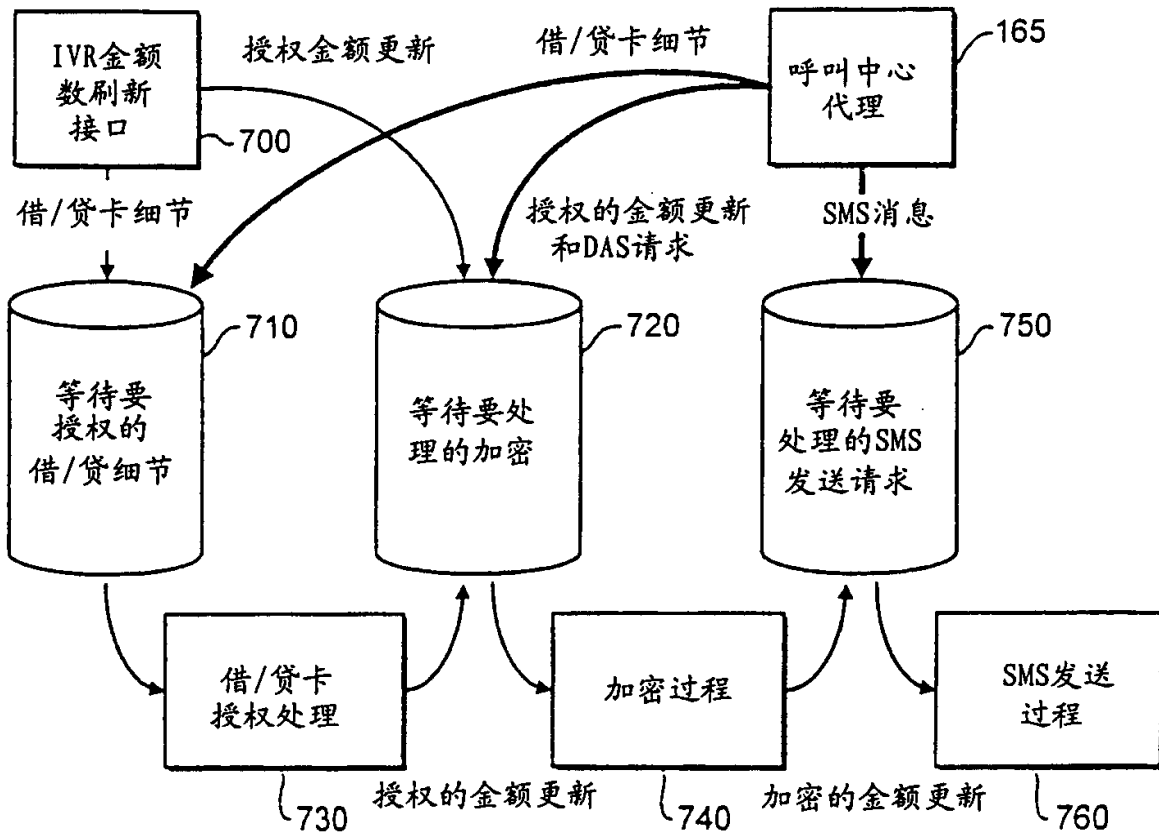 IVR金额
数刷新
接口
700
授权金额更新
借/贷卡细节
呼叫中心
代理
165
借/贷卡细节
授权的金额更新
和DAS请求
SMS消息
710
720
750
等待要
授权的
借/贷细节
等待要处
理的加密
等待要
处理的SMS
发送请求
借/贷卡
授权处理
加密过程
SMS发送
过程
730
授权的金额更新
740
加密的金额更新
760